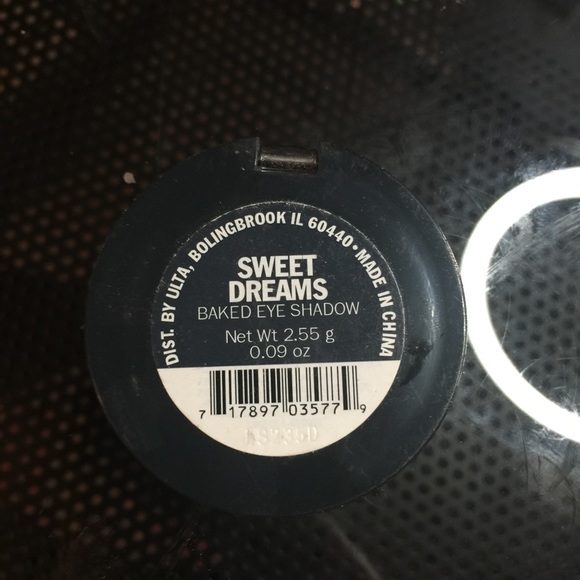 DIST. BY ULTA, BOLINGBROOK IL 60440 • MADE IN CHINA
SWEET
DREAMS
BAKED EYE SHADOW
Net Wt 2.55 g
0.09 oz
7 17897 03577 9